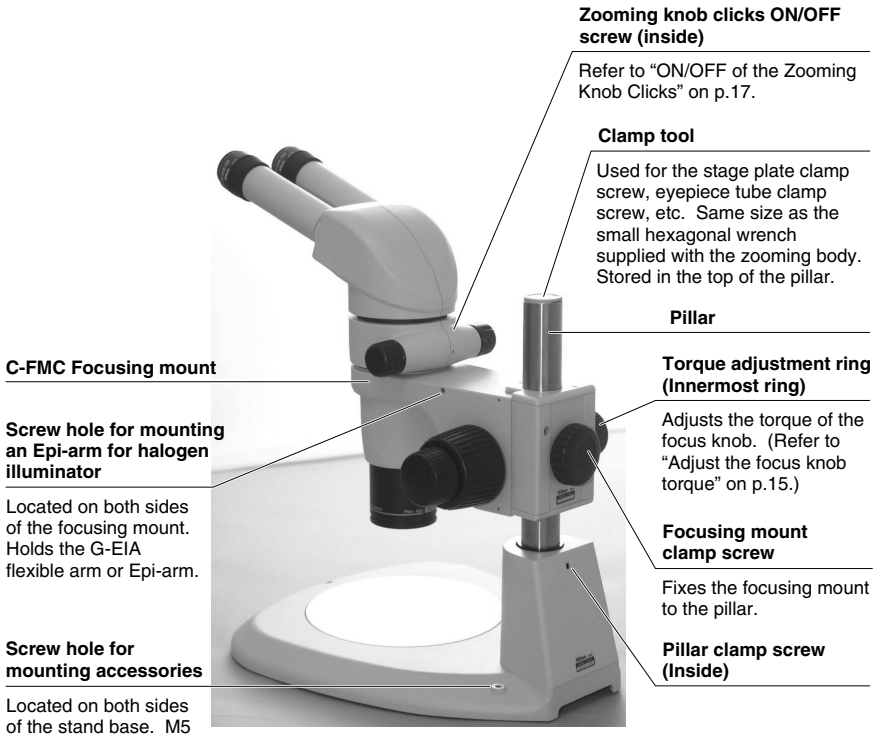 Zooming knob clicks ON/OFF
screw (inside)
Refer to “ON/OFF of the Zooming
Knob Clicks” on p.17.
Clamp tool
Used for the stage plate clamp
screw, eyepiece tube clamp
screw, etc. Same size as the
small hexagonal wrench
supplied with the zooming body.
Stored in the top of the pillar.
Pillar
Torque adjustment ring
(Innermost ring)
Adjusts the torque of the
focus knob. (Refer to
“Adjust the focus knob
torque” on p.15.)
Focusing mount
clamp screw
Fixes the focusing mount
to the pillar.
Pillar clamp screw
(Inside)
C-FMC Focusing mount
Screw hole for mounting
an Epi-arm for halogen
illuminator
Located on both sides
of the focusing mount.
Holds the G-EIA
flexible arm or Epi-arm.
Screw hole for
mounting accessories
Located on both sides
of the stand base. M5